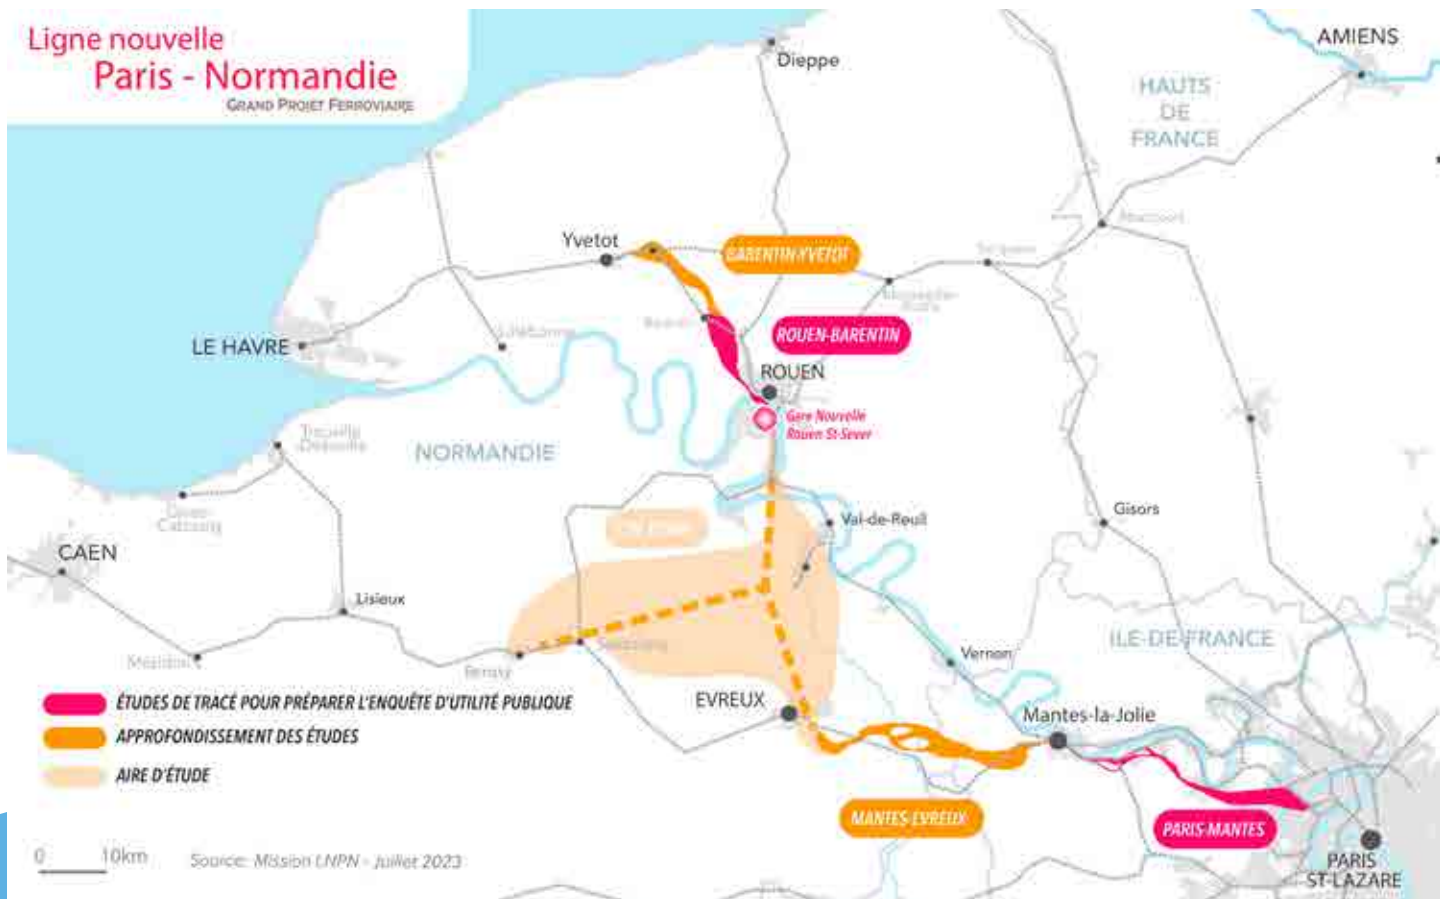 Ligne nouvelle
Paris - Normandie
GRAND PROJET FERROVIAIRE
Dieppe
AMIENS
HAUTS
DE
FRANCE
Yvetot
BARENTIN-YVETOT
LE HAVRE
ROUEN-BARENTIN
ROUEN
Gare Nouvelle
Rouen St-Sever
NORMANDIE
Val-de-Reuil
Gisors
CAEN
Lisieux
ILE-DE-FRANCE
Vernon
Bernay
EVREUX
Mantes-la-Jolie
ÉTUDES DE TRACÉ POUR PRÉPARER L'ENQUÊTE D'UTILITÉ PUBLIQUE
APPROFONDISSEMENT DES ÉTUDES
AIRE D'ÉTUDE
MANTES-EVREUX
PARIS-MANTES
0 10km
Source: Mission LNPN - Juillet 2023
PARIS
ST-LAZARE